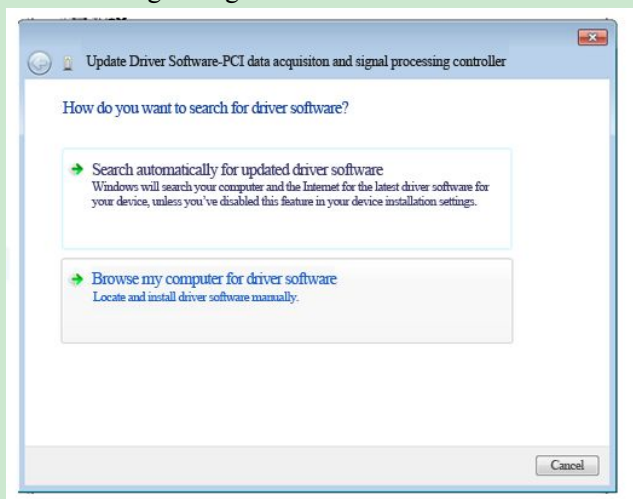 Update Driver Software-PCI data acquisiton and signal processing controller
How do you want to search for driver software?
Search automatically for updated driver software
Windows will search your computer and the Internet for the latest driver software for
your device, unless you've disabled this feature in your device installation settings.
Browse my computer for driver software
Locate and install driver software manually.
Cancel